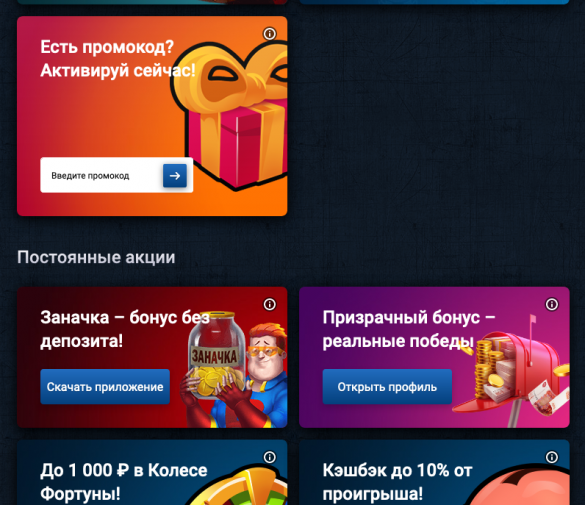 Есть промокод?
Активируй сейчас!
Введите промокод
Постоянные акции
Заначка – бонус без
депозита!
ЗАНАЧКА
Скачать приложение
Призрачный бонус –
реальные победы
Открыть профиль
До 1 000 ₽ в Колесе
Фортуны!
Кэшбэк до 10% от
проигрыша!